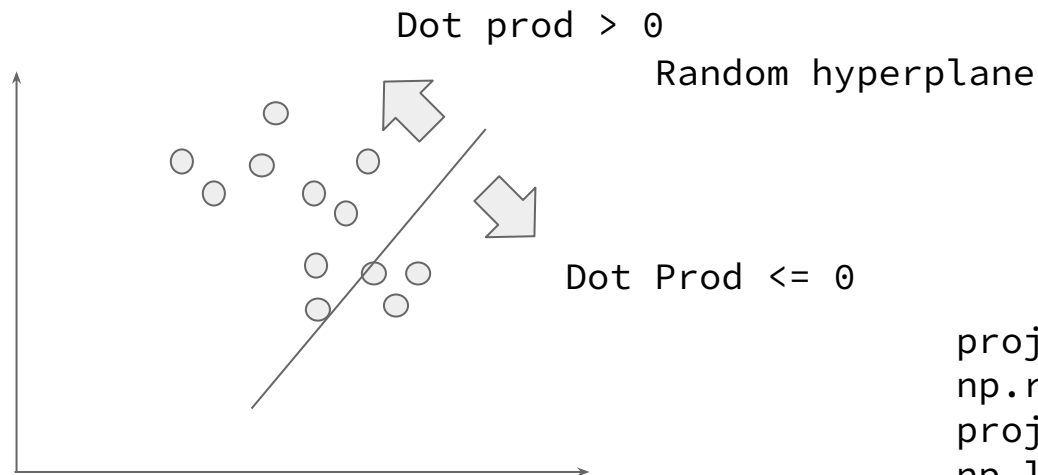 Dot prod > 0
Random hyperplane
Dot Prod <= 0
proj
np.r
proj